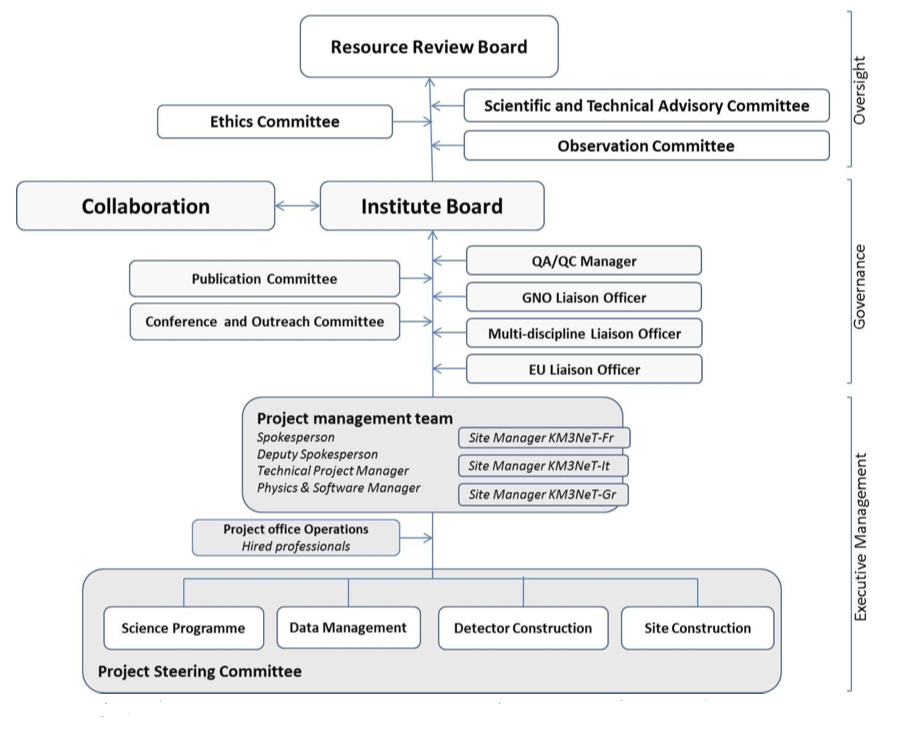 Resource Review Board
Scientific and Technical Advisory Committee
Ethics Committee
Observation Committee
Oversight
Collaboration
Institute Board
QA/QC Manager
Publication Committee
GNO Liaison Officer
Conference and Outreach Committee
Multi-discipline Liaison Officer
EU Liaison Officer
Governance
Project management team
Spokesperson
Deputy Spokesperson
Technical Project Manager
Physics & Software Manager
Site Manager KM3NeT-Fr
Site Manager KM3NeT-It
Site Manager KM3NeT-Gr
Project office Operations
Hired professionals
Executive Management
Science Programme
Data Management
Detector Construction
Site Construction
Project Steering Committee